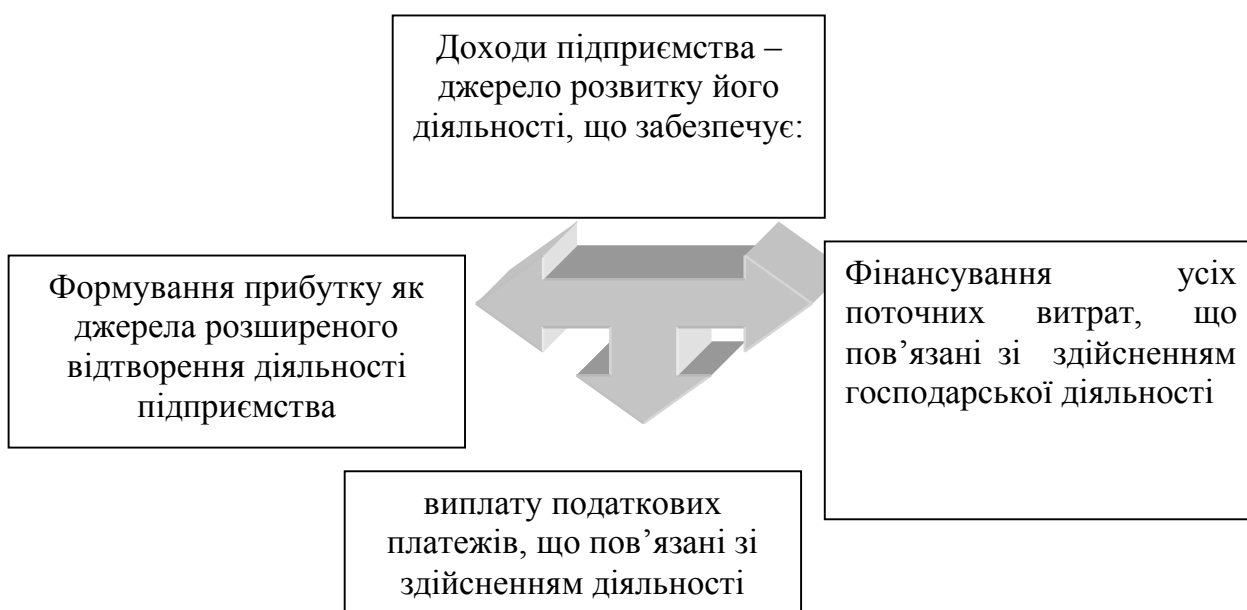 Доходи підприємства –
джерело розвитку його
діяльності, що забезпечує:
Формування прибутку як
джерела розширеного
відтворення діяльності
підприємства
Фінансування усіх
поточних витрат, що
пов’язані зі здійсненням
господарської діяльності
виплату податкових
платежів, що пов’язані зі
здійсненням діяльності